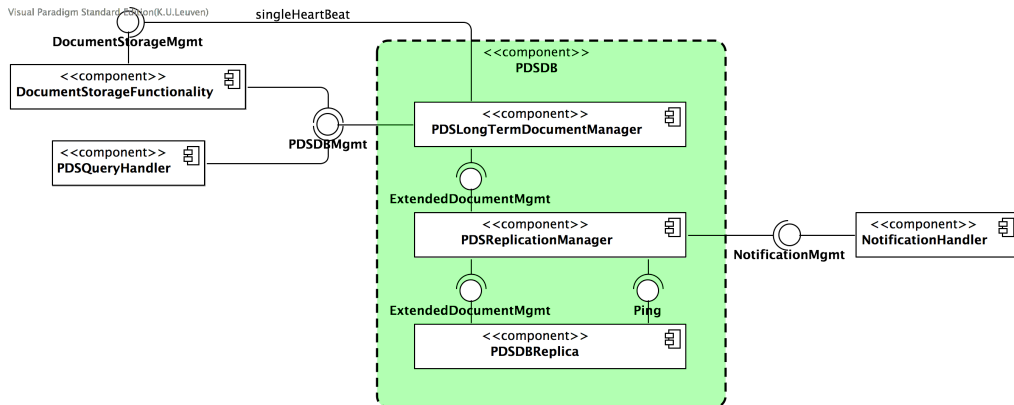 Visual Paradigm Standard Edition(K.U.Leuven)
singleHeartBeat
DocumentStorageMgmt
<<component>>
DocumentStorageFunctionality
<<component>>
PDSQueryHandler
PDSDBMgmt
<<component>>
PDSDB
<<component>>
PDSLongTermDocumentManager
ExtendedDocumentMgmt
<<component>>
PDSReplicationManager
NotificationMgmt
<<component>>
NotificationHandler
ExtendedDocumentMgmt
Ping
<<component>>
PDSDBReplica